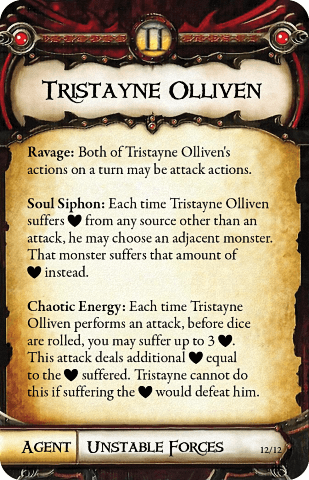 II
TRISTAYNE OLLIVEN
Ravage: Both of Tristayne Olliven's
actions on a turn may be attack actions.
Soul Siphon: Each time Tristayne Olliven
suffers ♥ from any source other than an
attack, he may choose an adjacent monster.
That monster suffers that amount of
♥ instead.
Chaotic Energy: Each time Tristayne
Olliven performs an attack, before dice
are rolled, you may suffer up to 3 ♥.
This attack deals additional ♥ equal
to the ♥ suffered. Tristayne cannot do
this if suffering the ♥ would defeat him.
AGENT UNSTABLE FORCES 12/12